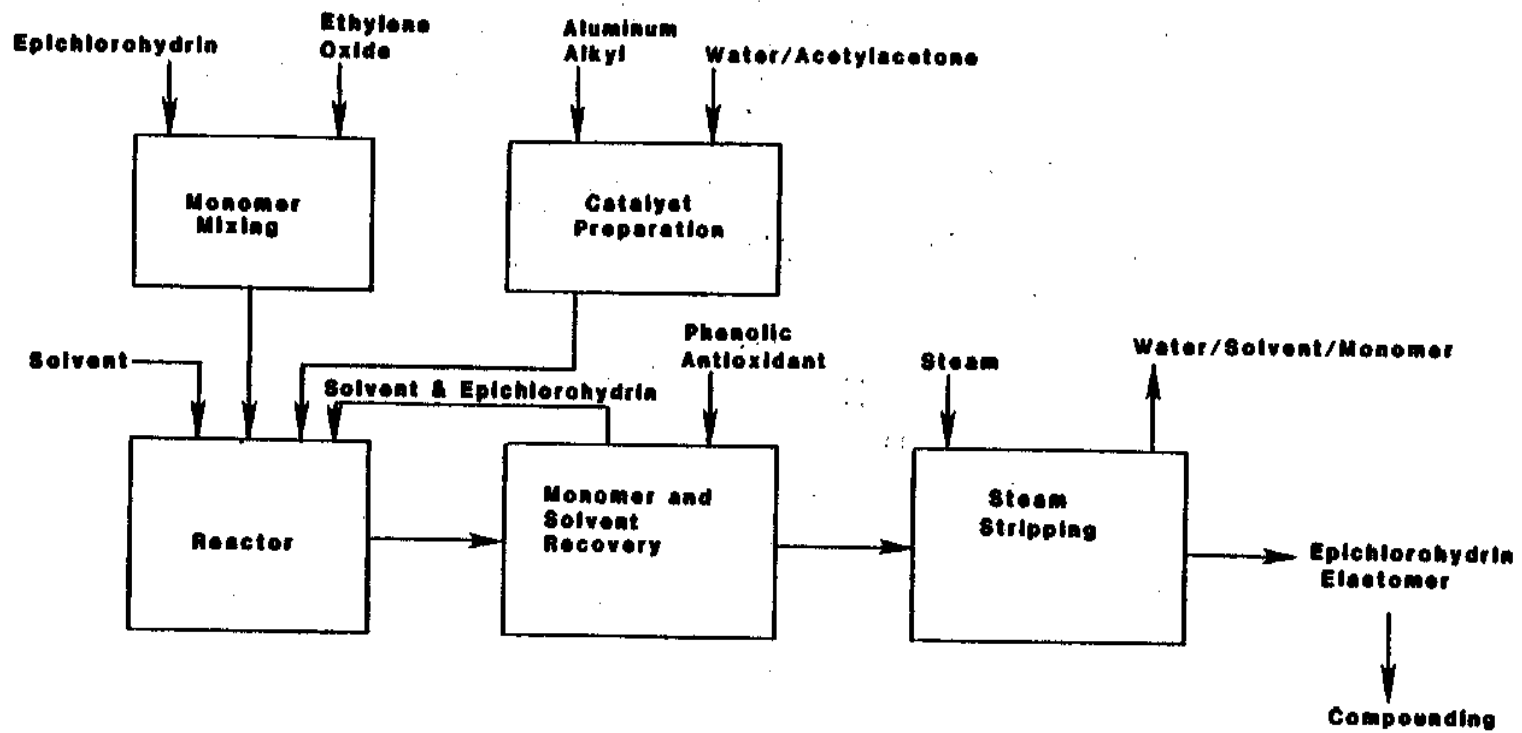 Epichlorohydrin
Ethylene
Oxide
Aluminum
Alkyl
Water/Acetylacetone
Monomer
Mixing
Catalyst
Preparation
Solvent
Solvent & Epichlorohydrin
Phenolic
Antioxidant
Steam
Water/Solvent/Monomer
Reactor
Monomer and
Solvent
Recovery
Steam
Stripping
Epichlorohydrin
Elastomer
Compounding